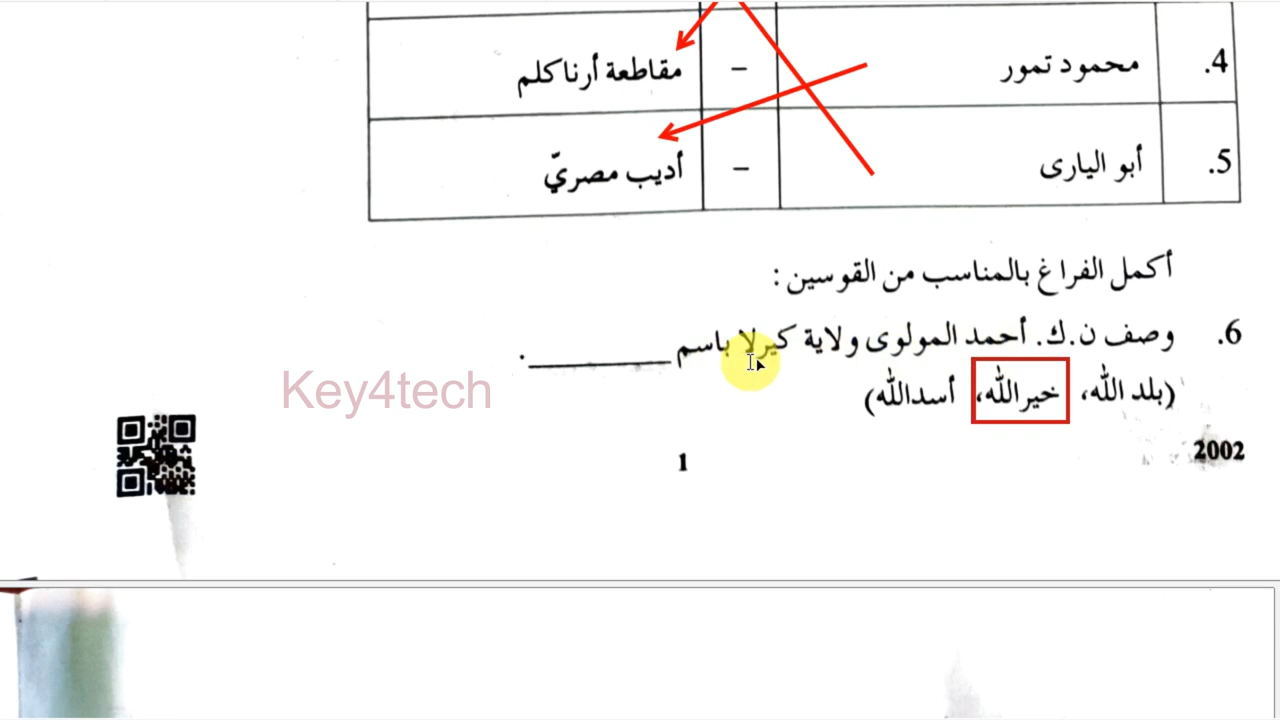 4. محمود تمور – مقاطعة أرناكلم
5. أبو اليارى – أديب مصريّ
أكمل الفراغ بالمناسب من القوسين :
6. وصف ن.ك. أحمد المولوى ولاية كيرلا باسم __________.
(بلد الله، خيرالله، أسدالله)
Key4tech
1
2002